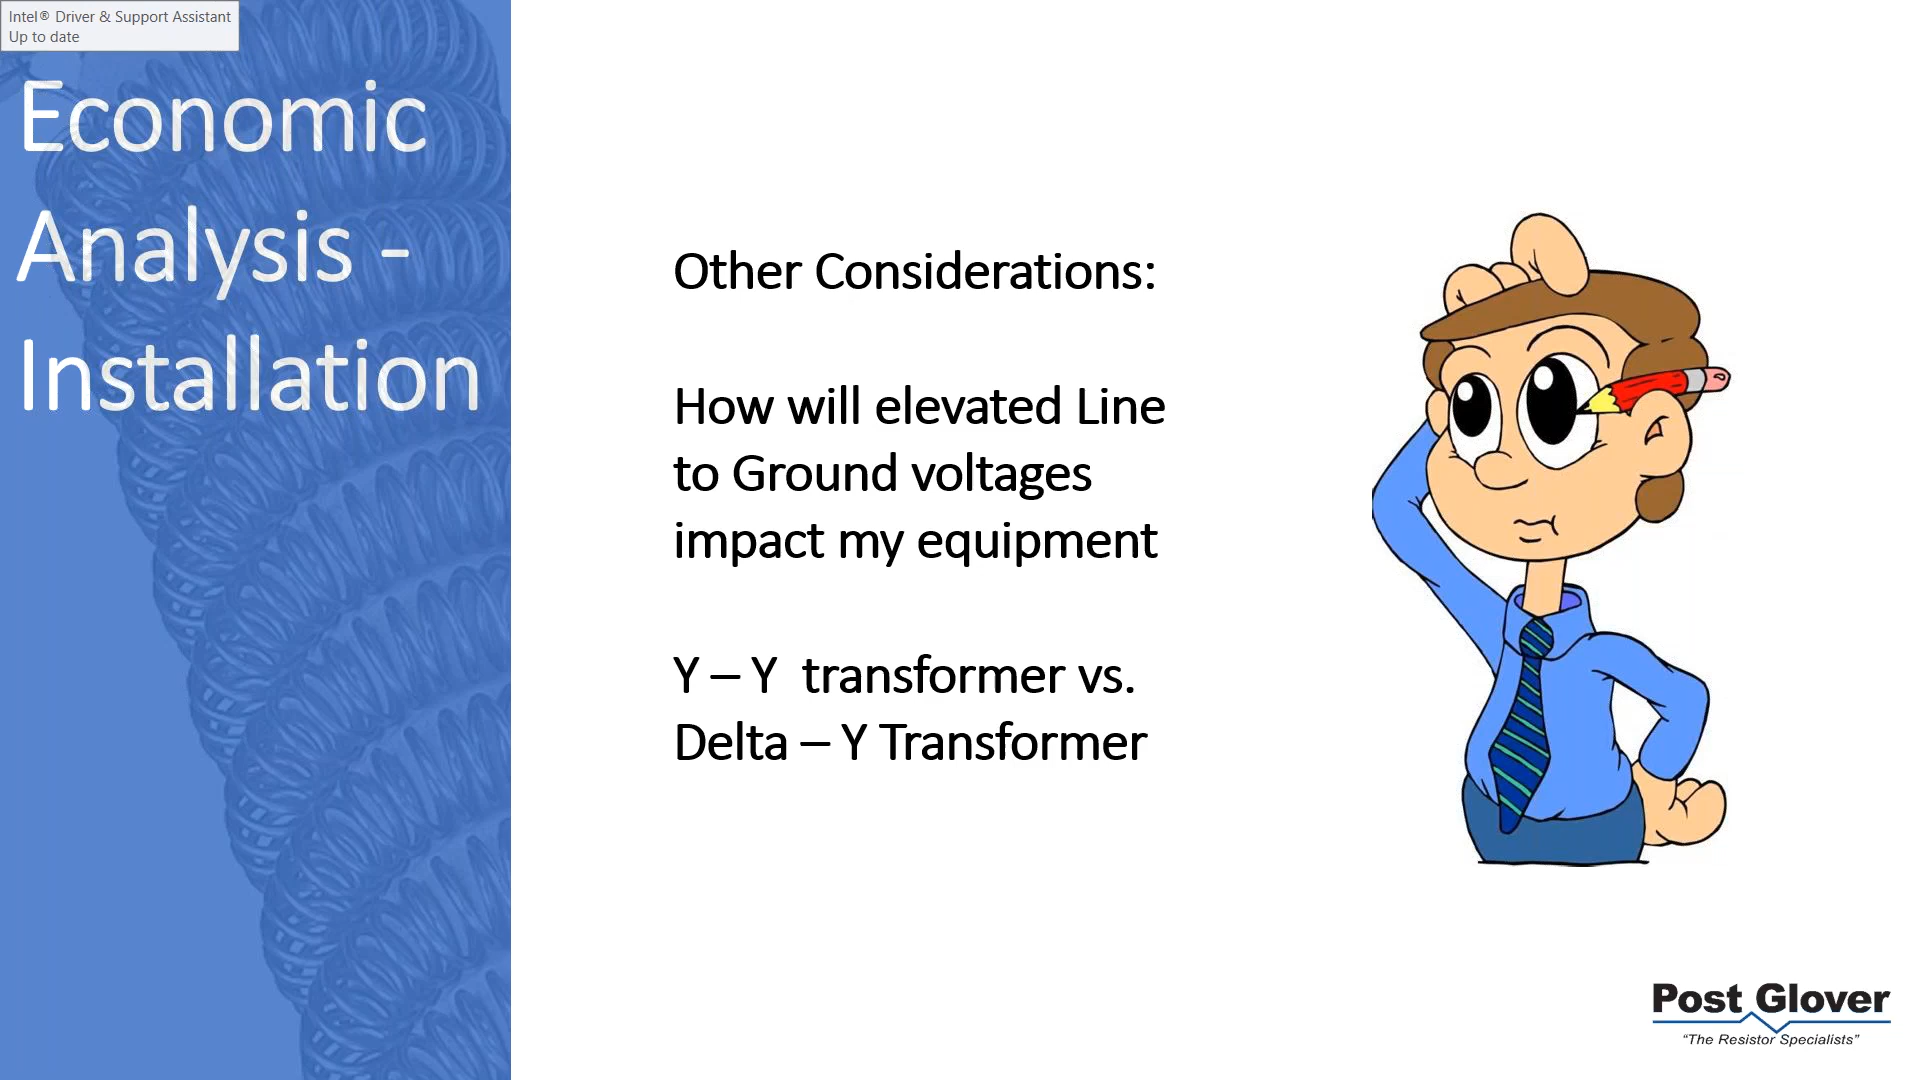 Intel® Driver & Support Assistant
Up to date
Economic
Analysis -
Installation
Other Considerations:
How will elevated Line
to Ground voltages
impact my equipment
Y – Y  transformer vs.
Delta – Y Transformer
Post Glover
“The Resistor Specialists”